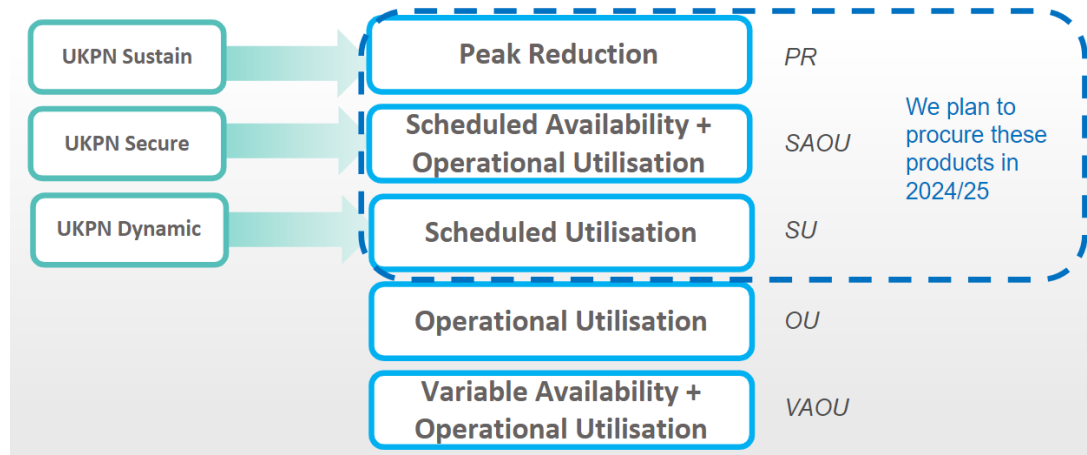 UKPN Sustain
Peak Reduction
PR
UKPN Secure
Scheduled Availability +
Operational Utilisation
SAOU
We plan to
procure these
products in
2024/25
UKPN Dynamic
Scheduled Utilisation
SU
Operational Utilisation
OU
Variable Availability +
Operational Utilisation
VAOU